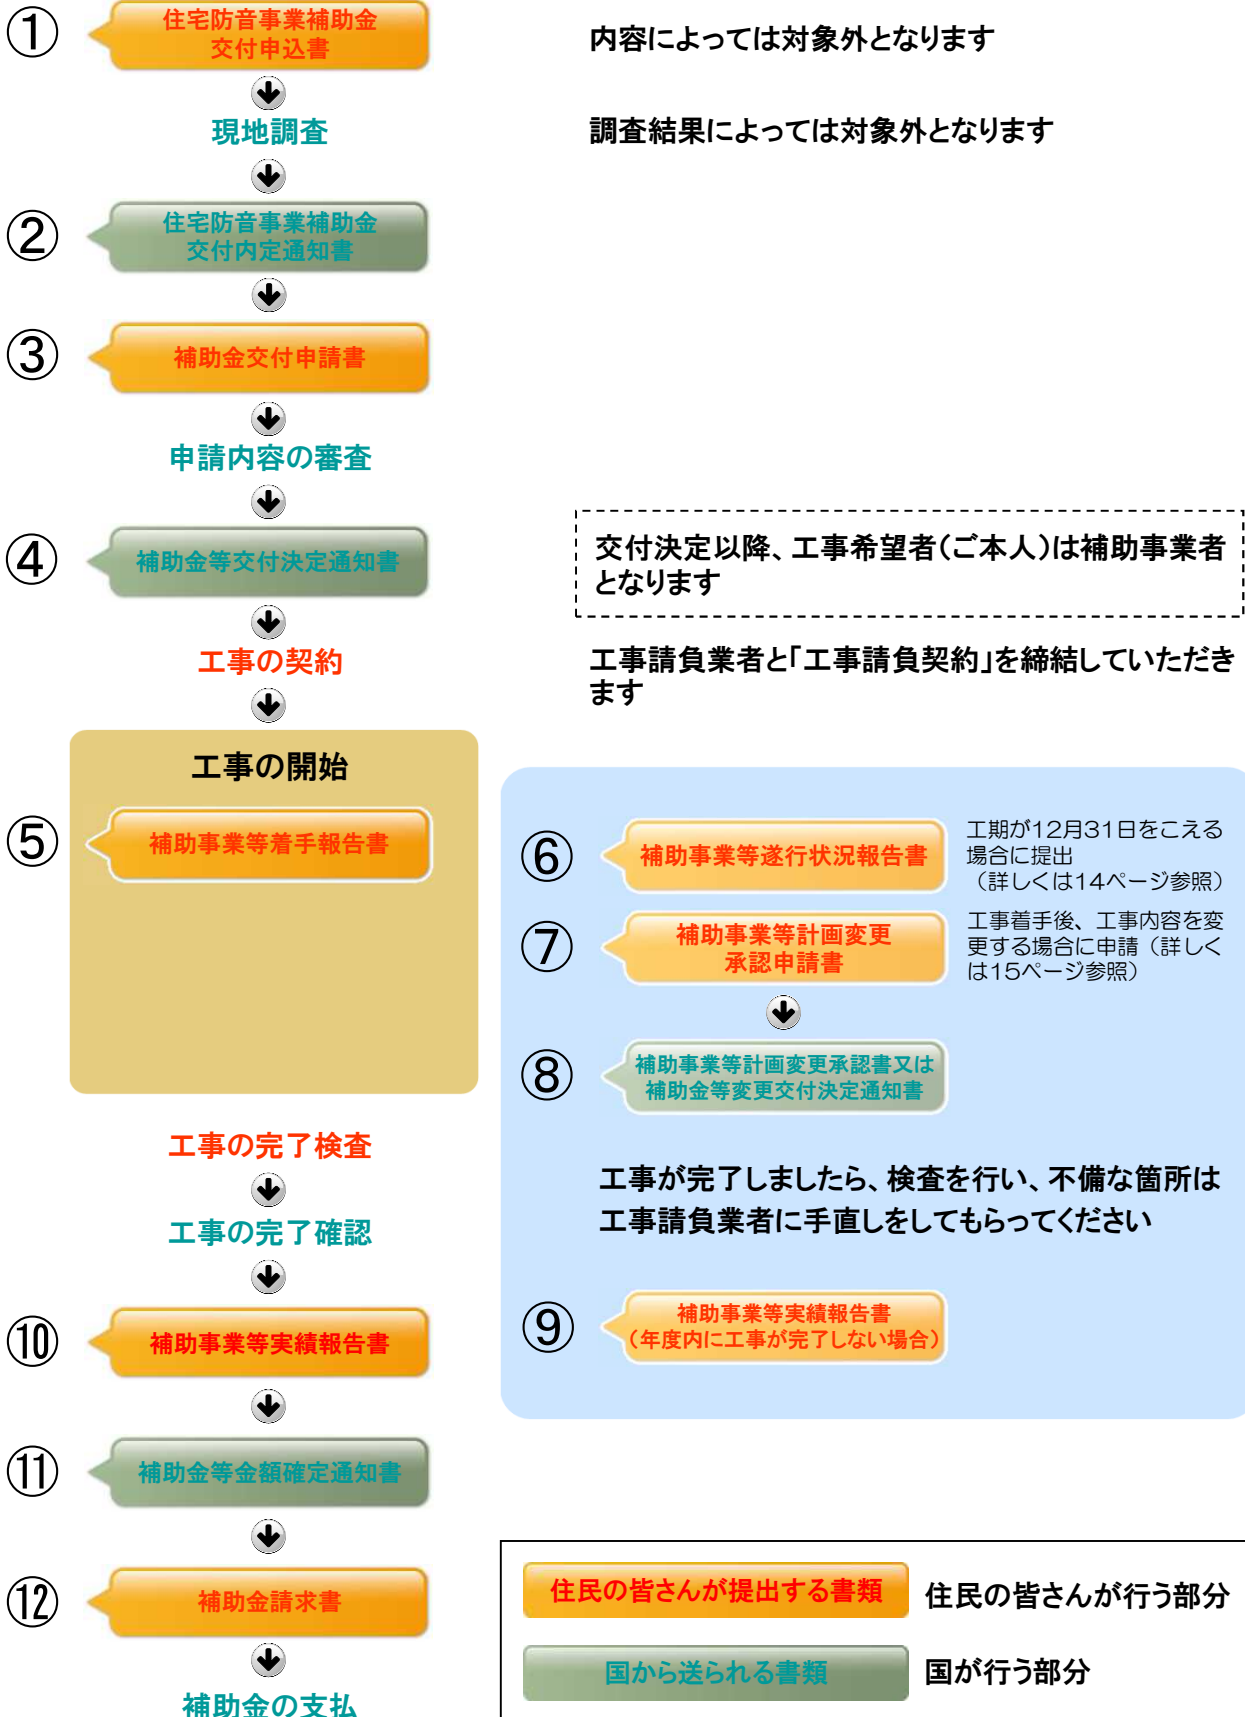 ①
住宅防音事業補助金
交付申込書
内容によっては対象外となります
現地調査
調査結果によっては対象外となります
②
住宅防音事業補助金
交付内定通知書
③
補助金交付申請書
申請内容の審査
④
補助金等交付決定通知書
交付決定以降、工事希望者(ご本人)は補助事業者
となります
工事の契約
工事請負業者と「工事請負契約」を締結していただき
ます
工事の開始
⑤
補助事業等着手報告書
⑥
補助事業等遂行状況報告書
工期が12月31日をこえる
場合に提出
（詳しくは14ページ参照）
⑦
補助事業等計画変更
承認申請書
工事着手後、工事内容を変
更する場合に申請（詳しく
は15ページ参照）
⑧
補助事業等計画変更承認書又は
補助金等変更交付決定通知書
工事の完了検査
工事が完了しましたら、検査を行い、不備な箇所は
工事請負業者に手直しをしてもらってください
工事の完了確認
⑨
補助事業等実績報告書
（年度内に工事が完了しない場合）
⑩
補助事業等実績報告書
⑪
補助金等金額確定通知書
⑫
補助金請求書
補助金の支払
住民の皆さんが提出する書類
住民の皆さんが行う部分
国から送られる書類
国が行う部分